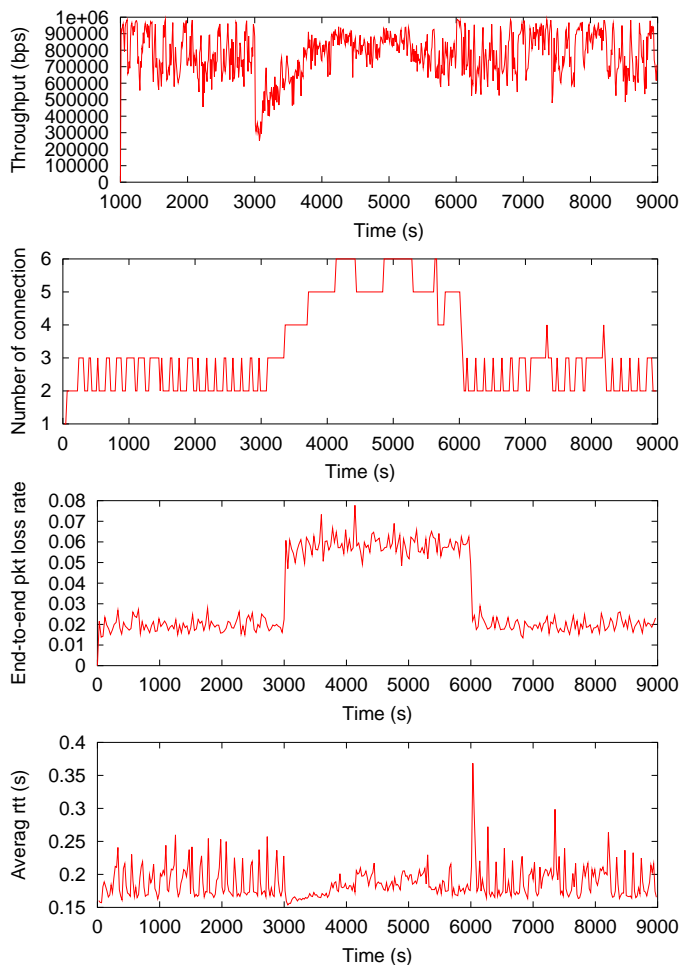 1e+06
900000
800000
700000
600000
500000
400000
300000
200000
100000
0
Throughput (bps)
1000 2000 3000 4000 5000 6000 7000 8000 9000
Time (s)
6
5
4
3
2
1
Number of connection
0 1000 2000 3000 4000 5000 6000 7000 8000 9000
Time (s)
0.08
0.07
0.06
0.05
0.04
0.03
0.02
0.01
0
End-to-end pkt loss rate
0 1000 2000 3000 4000 5000 6000 7000 8000 9000
Time (s)
0.4
0.35
0.3
0.25
0.2
0.15
Averag rtt (s)
0 1000 2000 3000 4000 5000 6000 7000 8000 9000
Time (s)